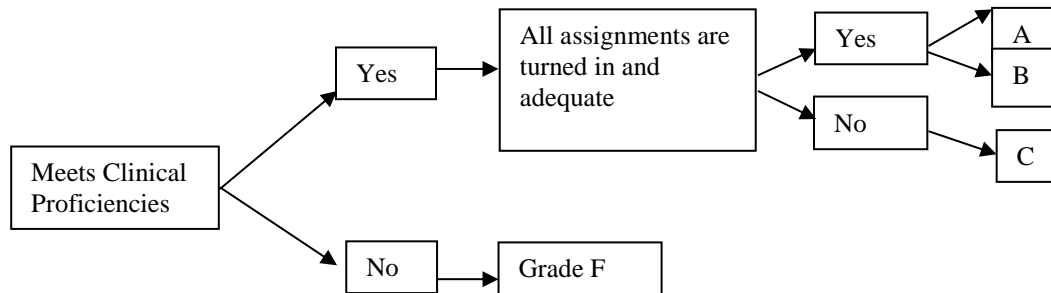 Meets Clinical
Proficiencies
Yes
All assignments are
turned in and
adequate
Yes
A
B
No
C
No
Grade F